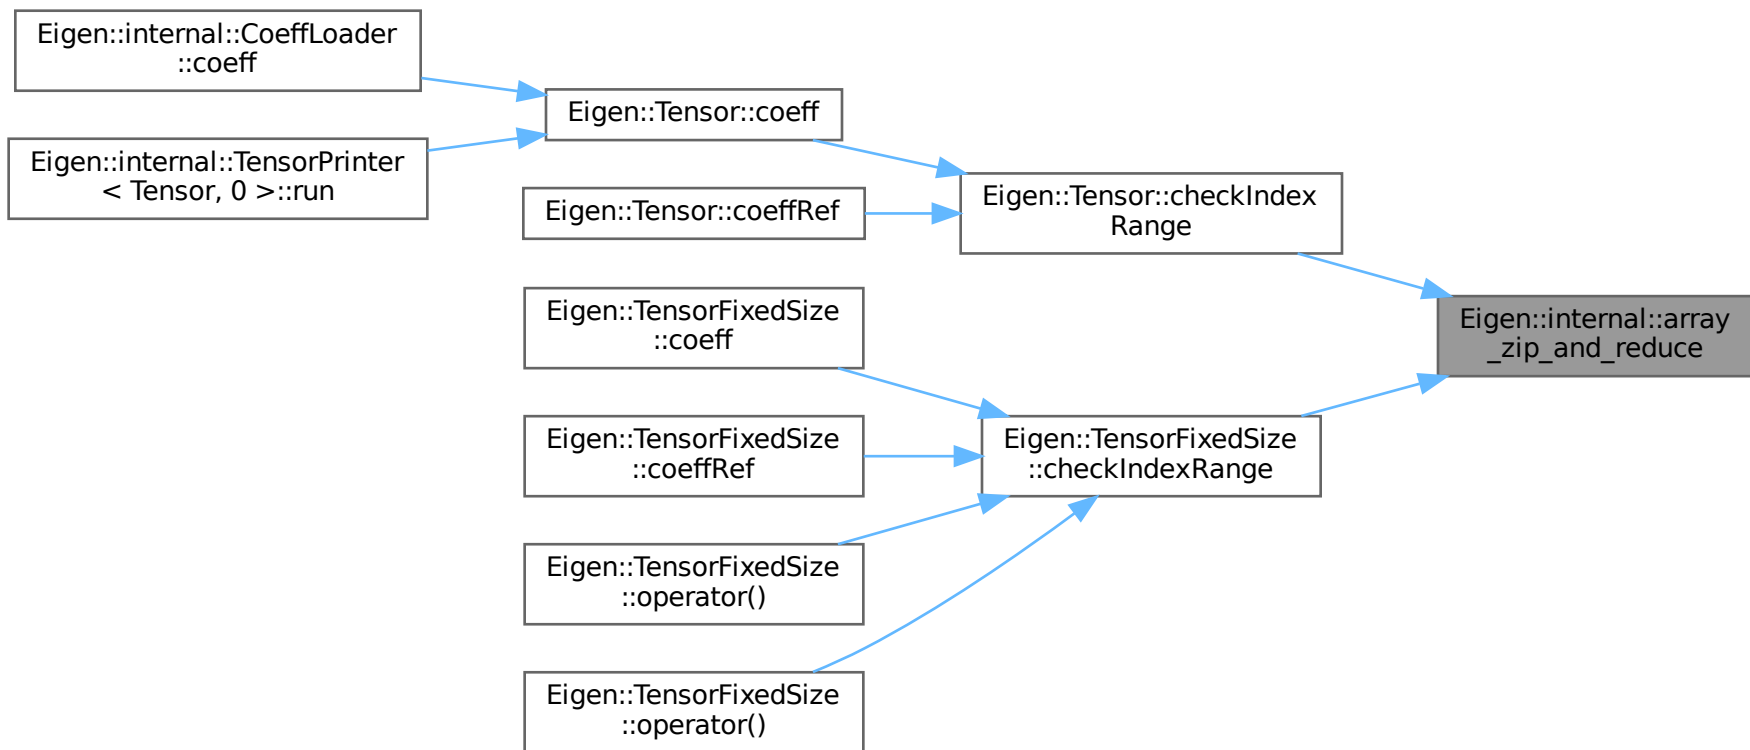 Eigen::internal::CoeffLoader
::coeff
Eigen::internal::TensorPrinter
< Tensor, 0 >::run
Eigen::Tensor::coeff
Eigen::Tensor::coeffRef
Eigen::TensorFixedSize
::coeff
Eigen::TensorFixedSize
::coeffRef
Eigen::TensorFixedSize
::operator()
Eigen::TensorFixedSize
::operator()
Eigen::Tensor::checkIndex
Range
Eigen::TensorFixedSize
::checkIndexRange
Eigen::internal::array
_zip_and_reduce